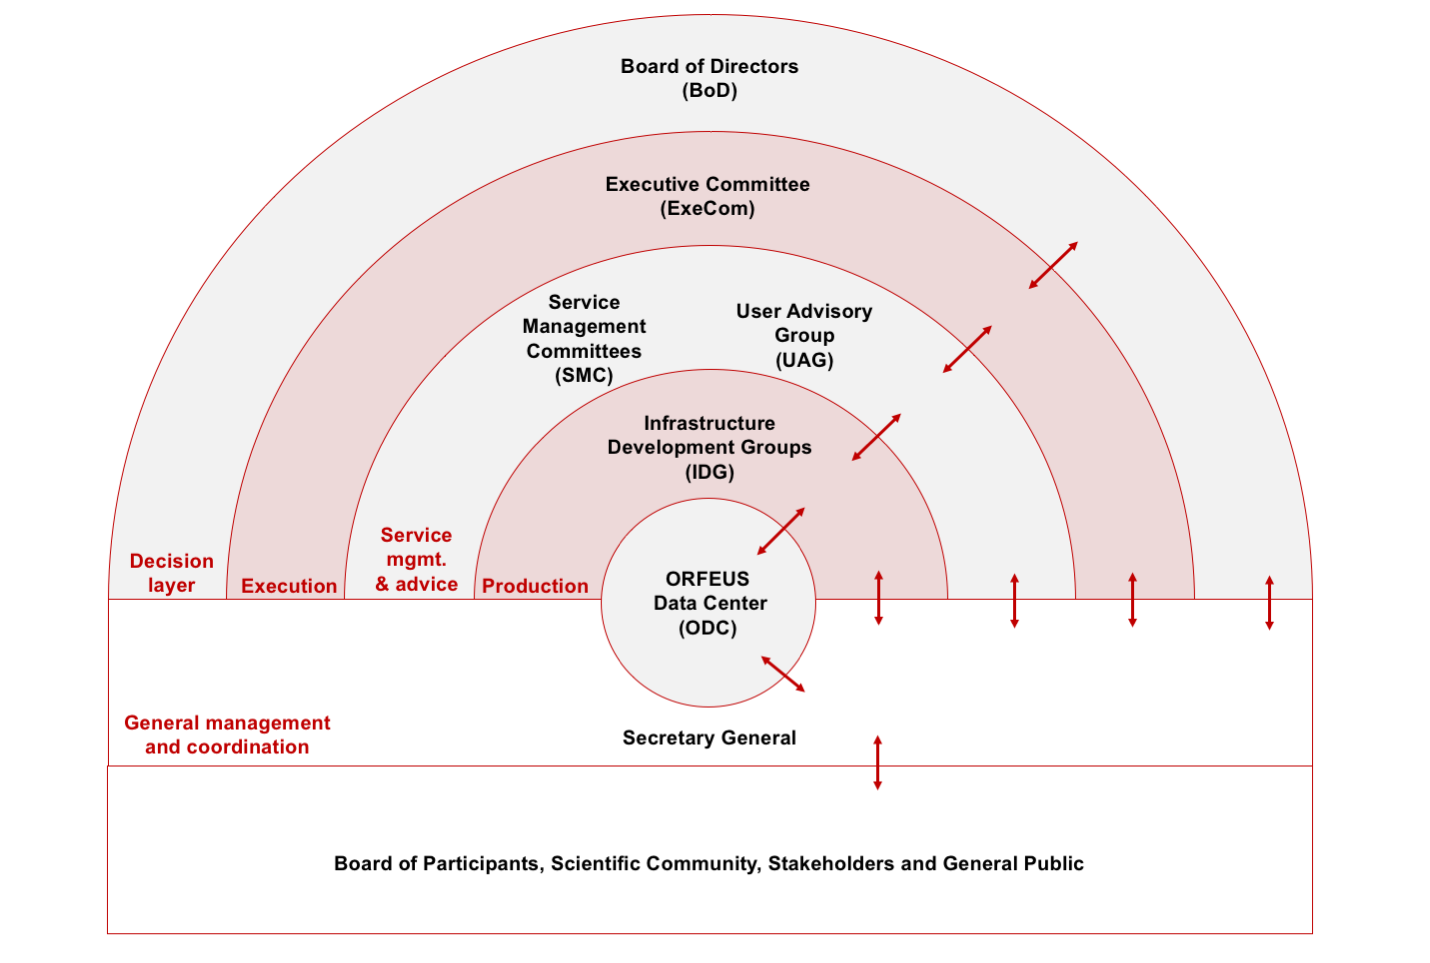 Board of Directors
(BoD)
Executive Committee
(ExeCom)
Service
Management
Committees
(SMC)
User Advisory
Group
(UAG)
Infrastructure
Development Groups
(IDG)
Decision
layer
Execution
Service
mgmt.
& advice
Production
ORFEUS
Data Center
(ODC)
General management
and coordination
Secretary General
Board of Participants, Scientific Community, Stakeholders and General Public